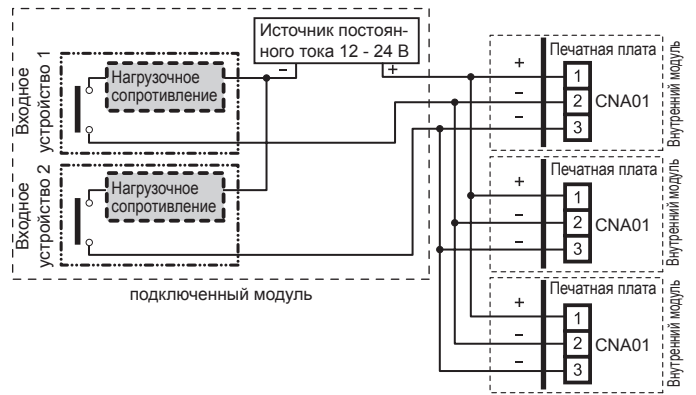 Источник постоян-
ного тока 12 - 24 В
–
+
Входное
устройство 1
Нагрузочное
сопротивление
Входное
устройство 2
Нагрузочное
сопротивление
подключенный модуль
Печатная плата
+
–
–
1
2
3
CNA01
Внутренний модуль
Печатная плата
+
–
–
1
2
3
CNA01
Внутренний модуль
Печатная плата
+
–
–
1
2
3
CNA01
Внутренний модуль